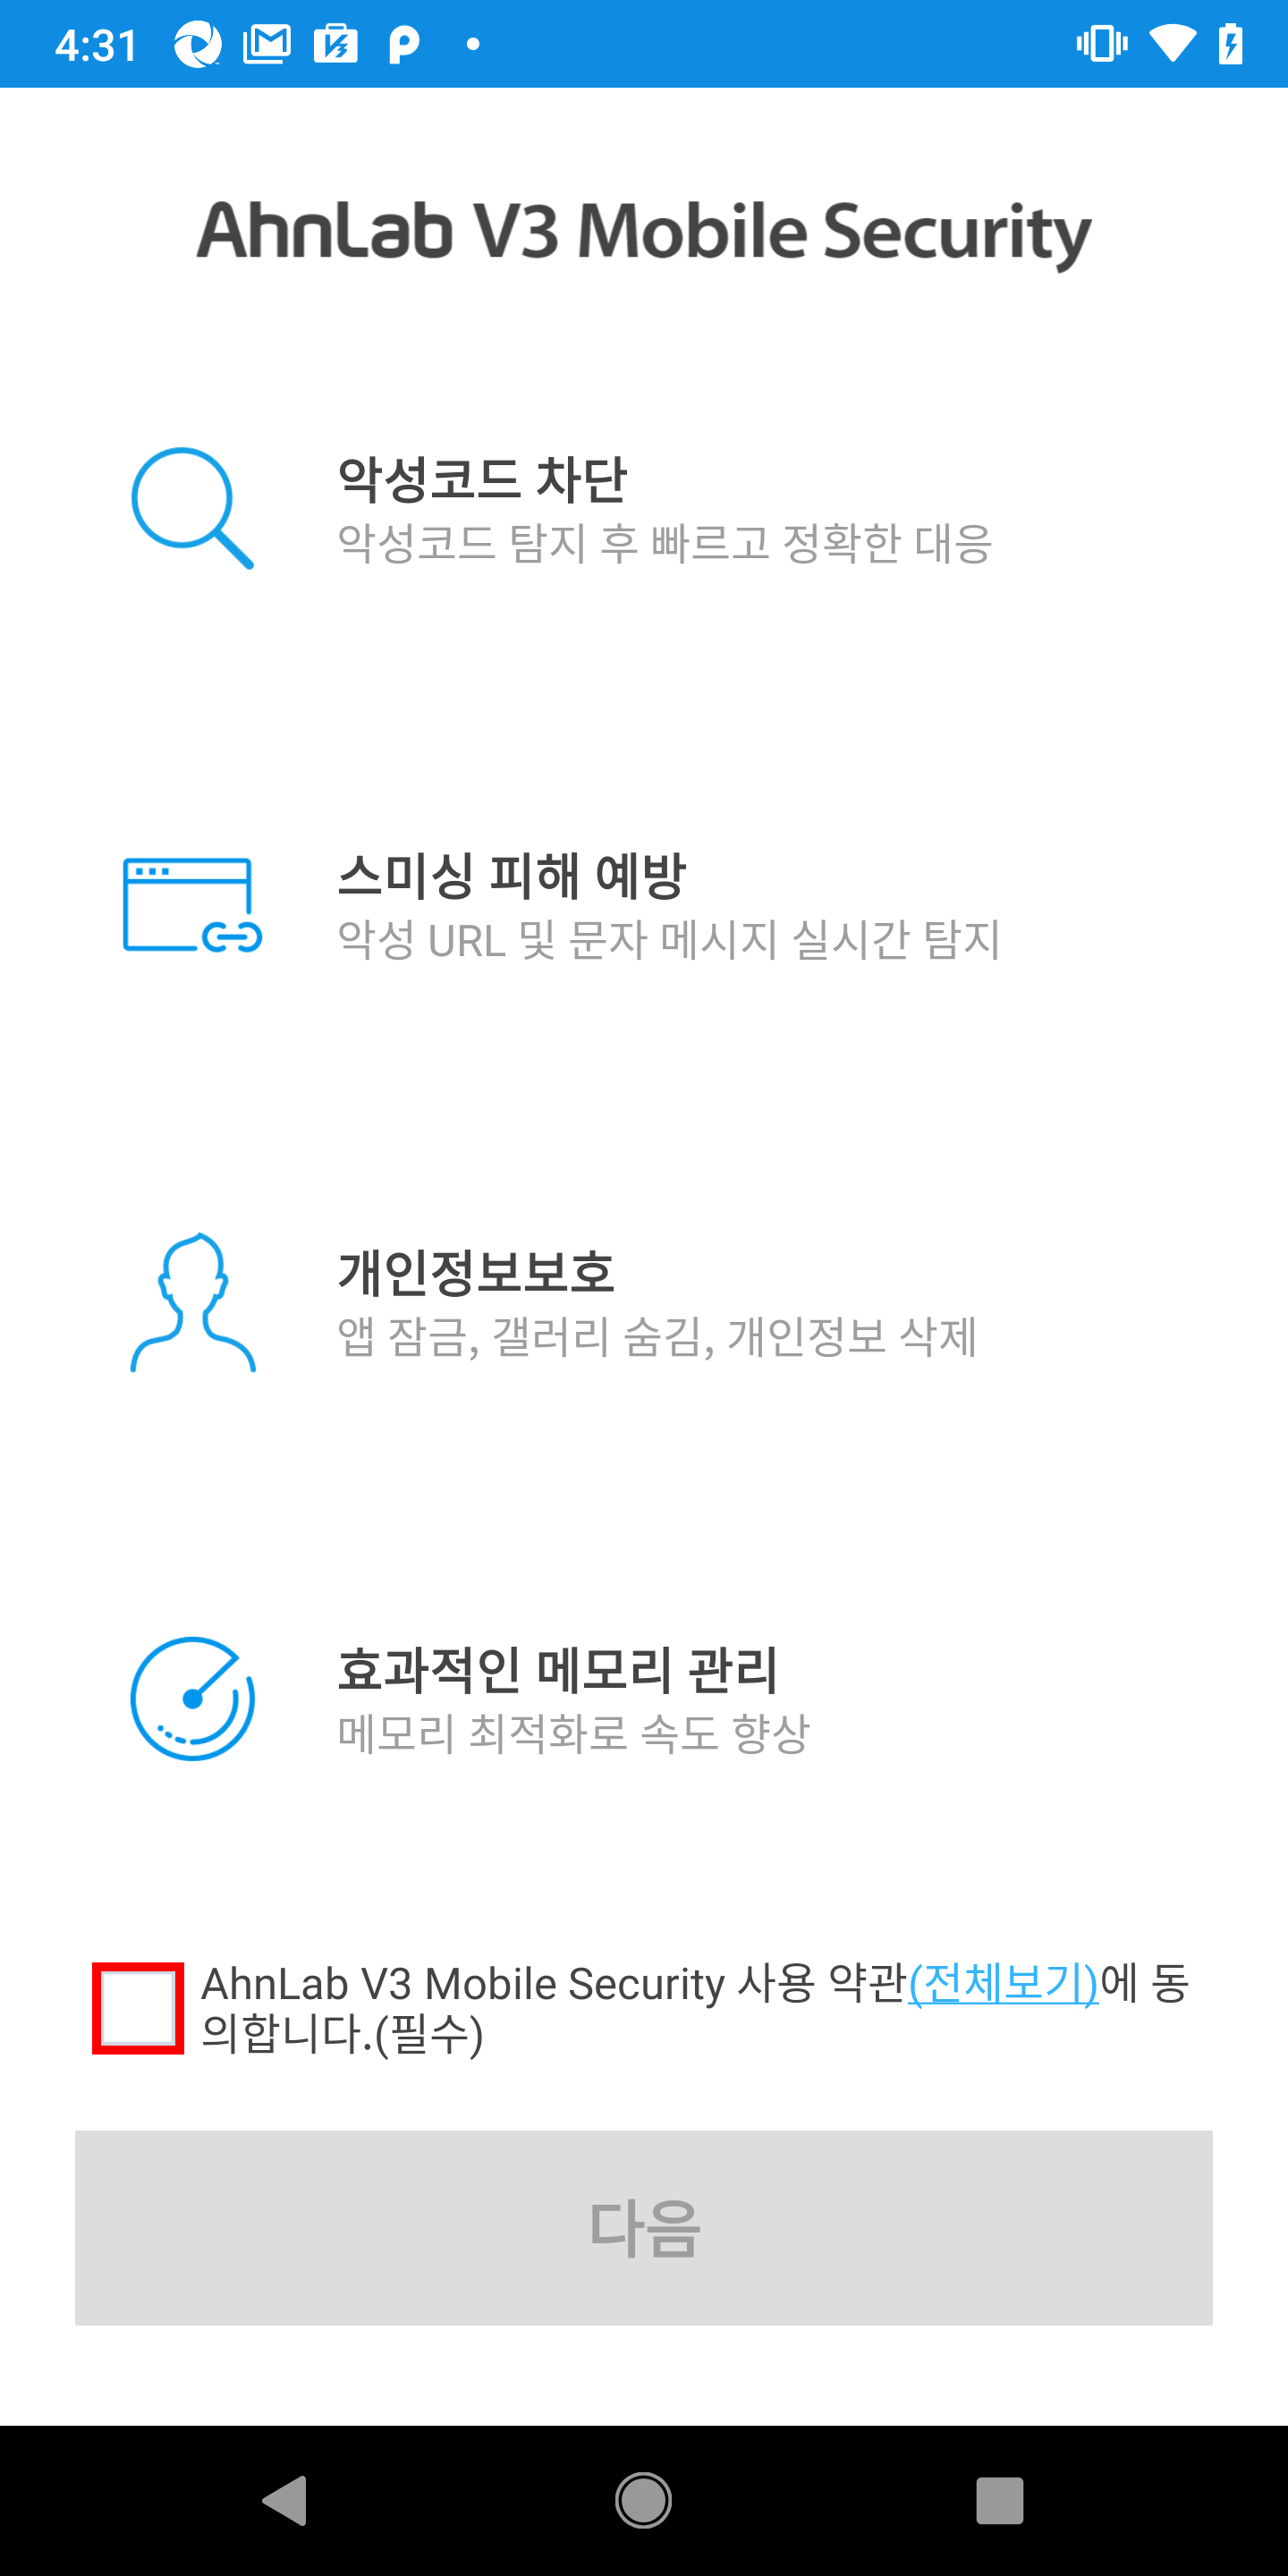 4:31
AhnLab V3 Mobile Security
악성코드 차단
악성코드 탐지 후 빠르고 정확한 대응
스미싱 피해 예방
악성 URL 및 문자 메시지 실시간 탐지
개인정보보호
앱 잠금, 갤러리 숨김, 개인정보 삭제
효과적인 메모리 관리
메모리 최적화로 속도 향상
AhnLab V3 Mobile Security 사용 약관(전체보기)에 동
의합니다.(필수)
다음